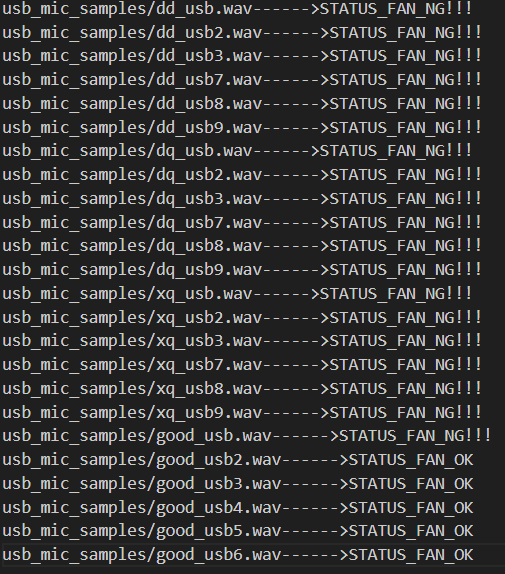 usb_mic_samples/dd_usb.wav------>STATUS_FAN_NG!!!
usb_mic_samples/dd_usb2.wav------>STATUS_FAN_NG!!!
usb_mic_samples/dd_usb3.wav------>STATUS_FAN_NG!!!
usb_mic_samples/dd_usb7.wav------>STATUS_FAN_NG!!!
usb_mic_samples/dd_usb8.wav------>STATUS_FAN_NG!!!
usb_mic_samples/dd_usb9.wav------>STATUS_FAN_NG!!!
usb_mic_samples/dq_usb.wav------>STATUS_FAN_NG!!!
usb_mic_samples/dq_usb2.wav------>STATUS_FAN_NG!!!
usb_mic_samples/dq_usb3.wav------>STATUS_FAN_NG!!!
usb_mic_samples/dq_usb7.wav------>STATUS_FAN_NG!!!
usb_mic_samples/dq_usb8.wav------>STATUS_FAN_NG!!!
usb_mic_samples/dq_usb9.wav------>STATUS_FAN_NG!!!
usb_mic_samples/xq_usb.wav------>STATUS_FAN_NG!!!
usb_mic_samples/xq_usb2.wav------>STATUS_FAN_NG!!!
usb_mic_samples/xq_usb3.wav------>STATUS_FAN_NG!!!
usb_mic_samples/xq_usb7.wav------>STATUS_FAN_NG!!!
usb_mic_samples/xq_usb8.wav------>STATUS_FAN_NG!!!
usb_mic_samples/xq_usb9.wav------>STATUS_FAN_NG!!!
usb_mic_samples/good_usb.wav------>STATUS_FAN_NG!!!
usb_mic_samples/good_usb2.wav------>STATUS_FAN_OK
usb_mic_samples/good_usb3.wav------>STATUS_FAN_OK
usb_mic_samples/good_usb4.wav------>STATUS_FAN_OK
usb_mic_samples/good_usb5.wav------>STATUS_FAN_OK
usb_mic_samples/good_usb6.wav------>STATUS_FAN_OK